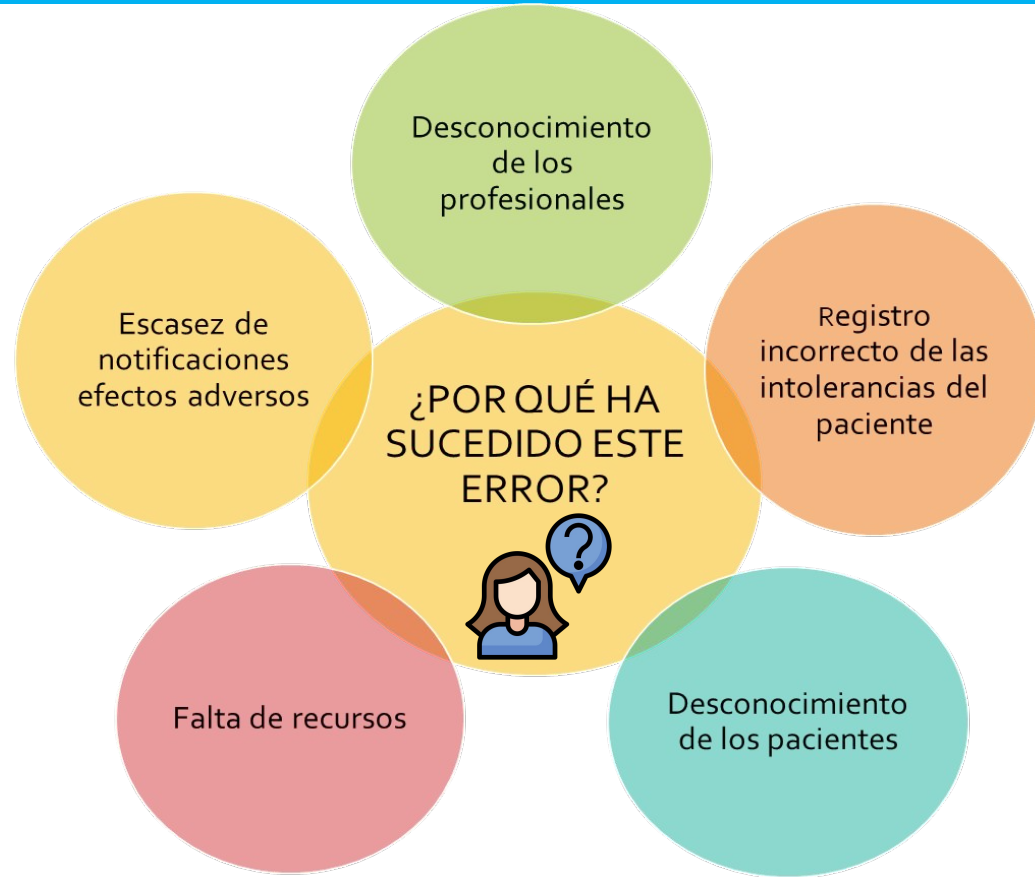 Desconocimiento
de los
profesionales
Escasez de
notificaciones
efectos adversos
¿POR QUÉ HA
SUCEDIDO ESTE
ERROR?
?
Registro
incorrecto de las
intolerancias del
paciente
Falta de recursos
Desconocimiento
de los pacientes